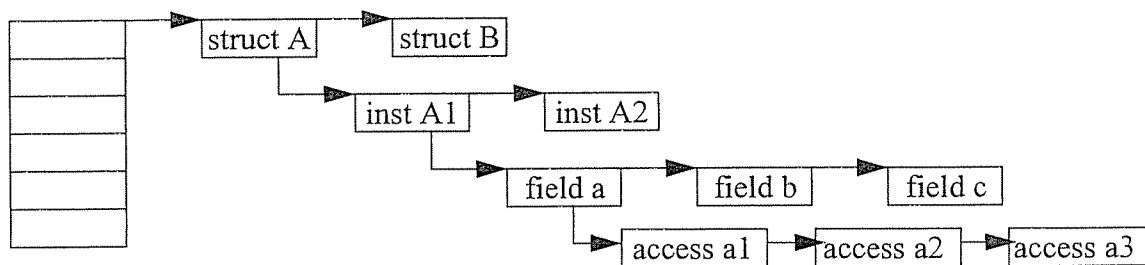 struct A struct B
inst A1 inst A2
field a field b field c
access a1 access a2 access a3